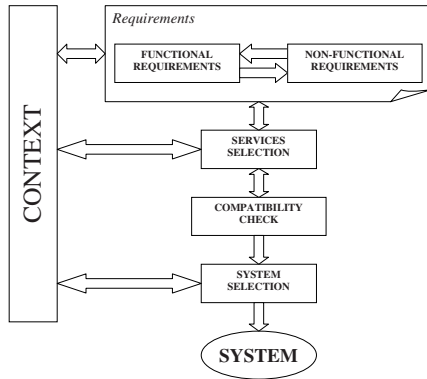 Requirements
FUNCTIONAL
REQUIREMENTS
NON-FUNCTIONAL
REQUIREMENTS
CONTEXT
SERVICES
SELECTION
COMPATIBILITY
CHECK
SYSTEM
SELECTION
SYSTEM